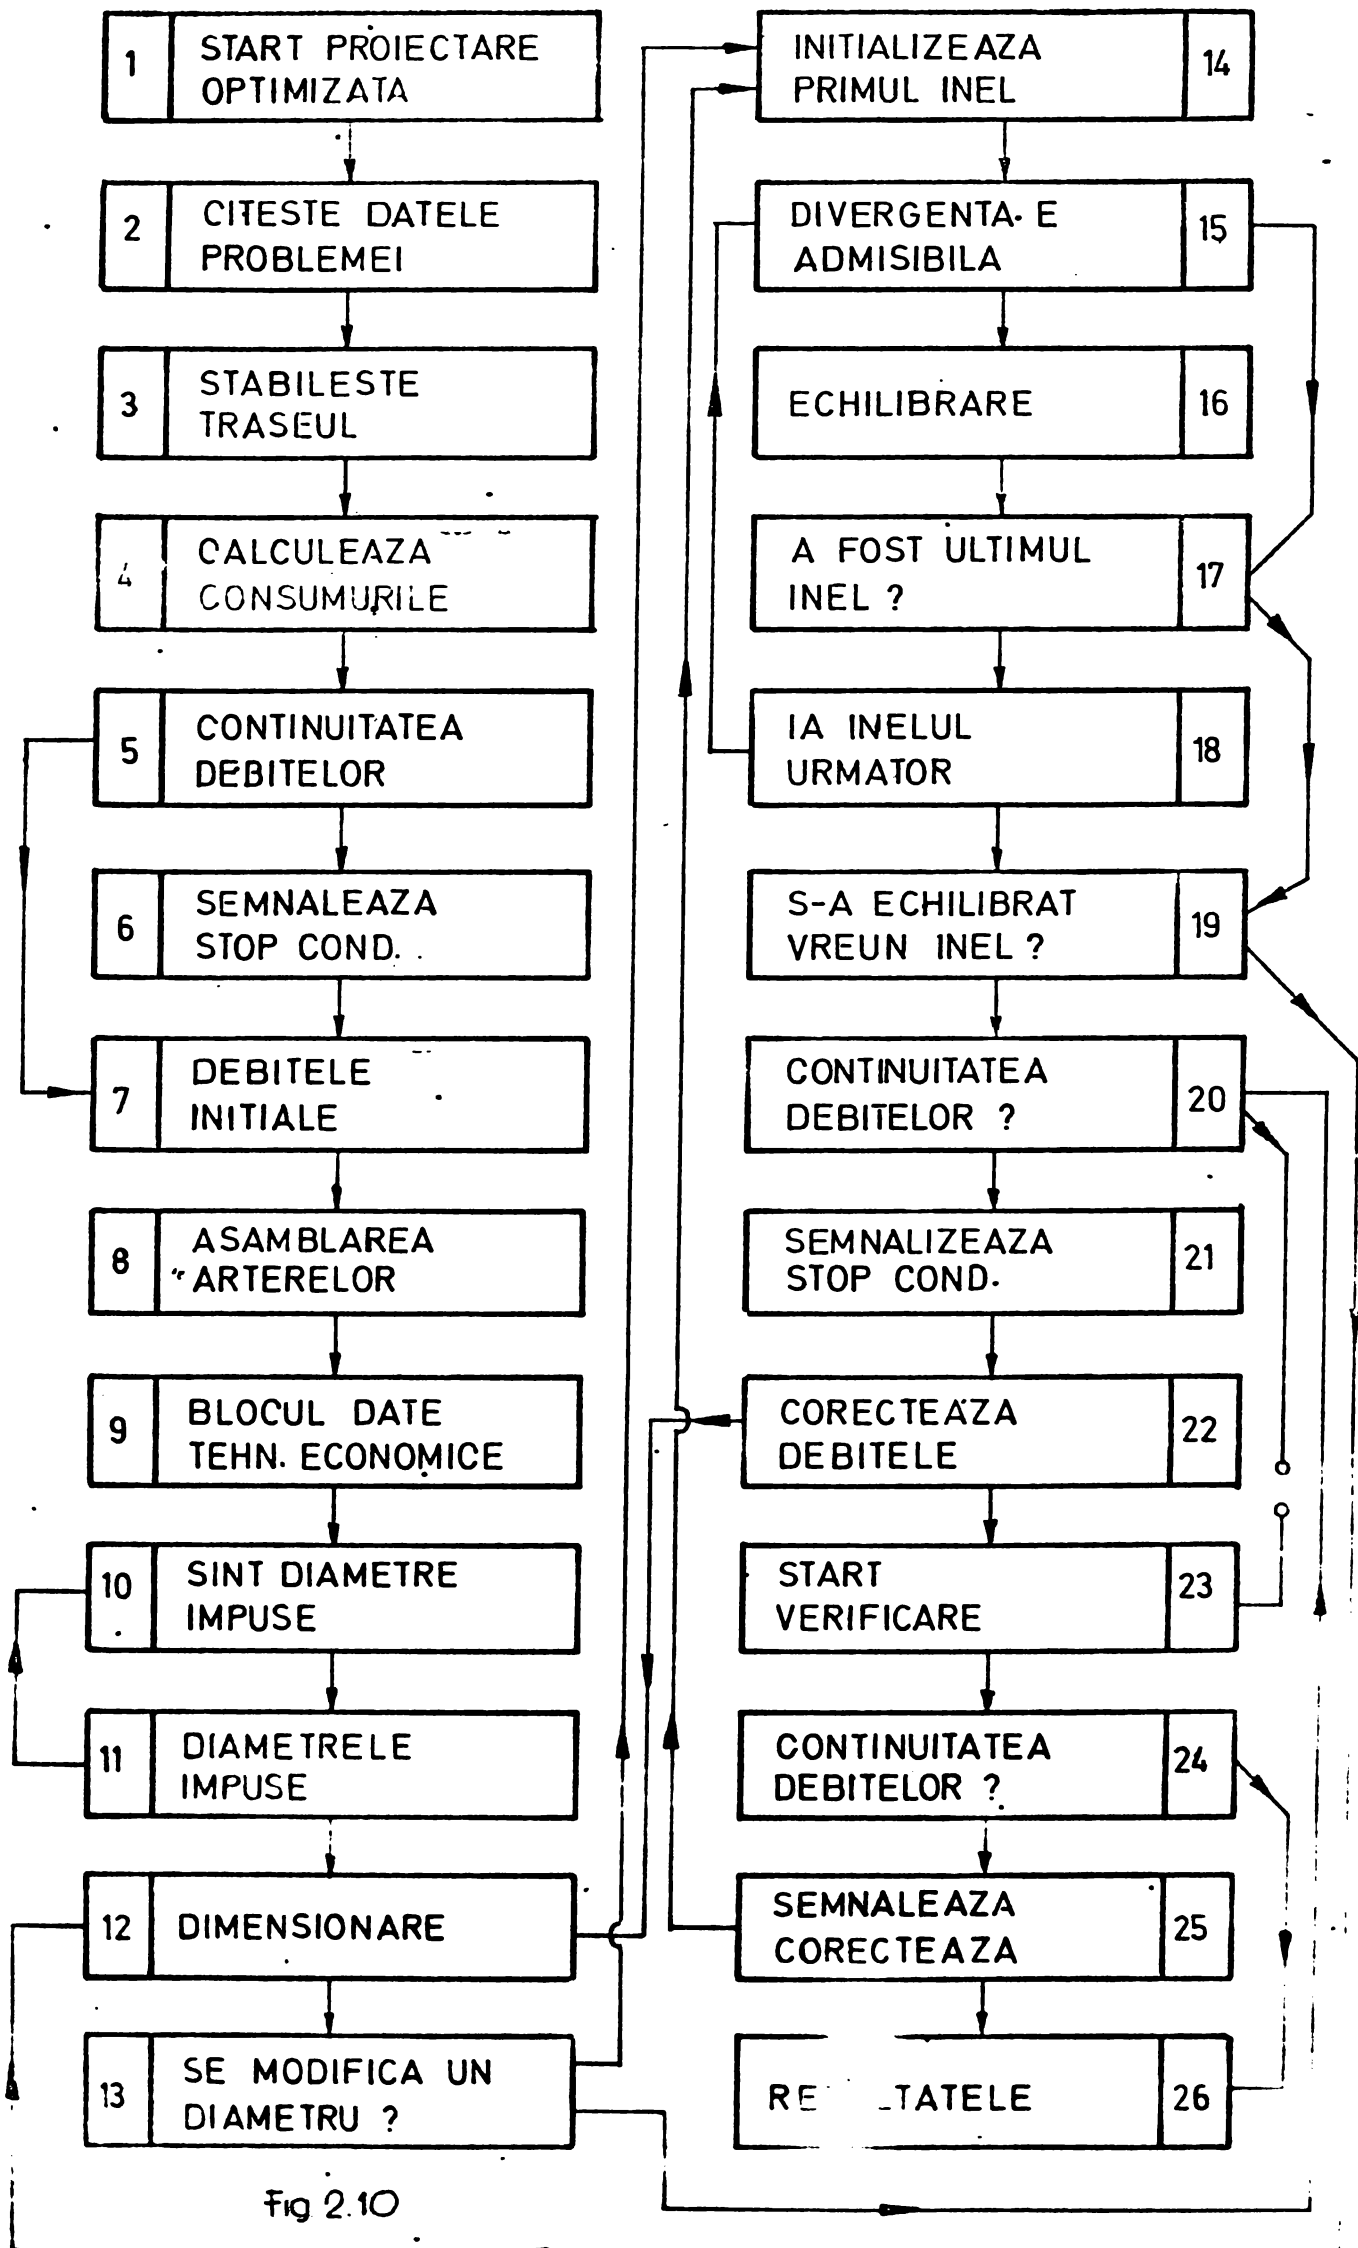 1
START PROIECTARE
OPTIMIZATA
2
CITESTE DATELE
PROBLEMEI
3
STABILESTE
TRASEUL
4
CALCULEAZA
CONSUMURILE
5
CONTINUITATEA
DEBITELOR
6
SEMNALEAZA
STOP COND.
7
DEBITELE
INITIALE
8
ASAMBLAREA
ARTERELOR
9
BLOCUL DATE
TEHN. ECONOMICE
10
SINT DIAMETRE
IMPUSE
11
DIAMETRELE
IMPUSE
12
DIMENSIONARE
13
SE MODIFICA UN
DIAMETRU ?
INITIALIZEAZA
PRIMUL INEL
14
DIVERGENTA E
ADMISIBILA
15
ECHILIBRARE
16
A FOST ULTIMUL
INEL ?
17
IA INELUL
URMATOR
18
S-A ECHILIBRAT
VREUN INEL ?
19
CONTINUITATEA
DEBITELOR ?
20
SEMNALIZEAZA
STOP COND.
21
CORECTEAZA
DEBITELE
22
START
VERIFICARE
23
CONTINUITATEA
DEBITELOR ?
24
SEMNALEAZA
CORECTEAZA
25
26
Fig 2.10